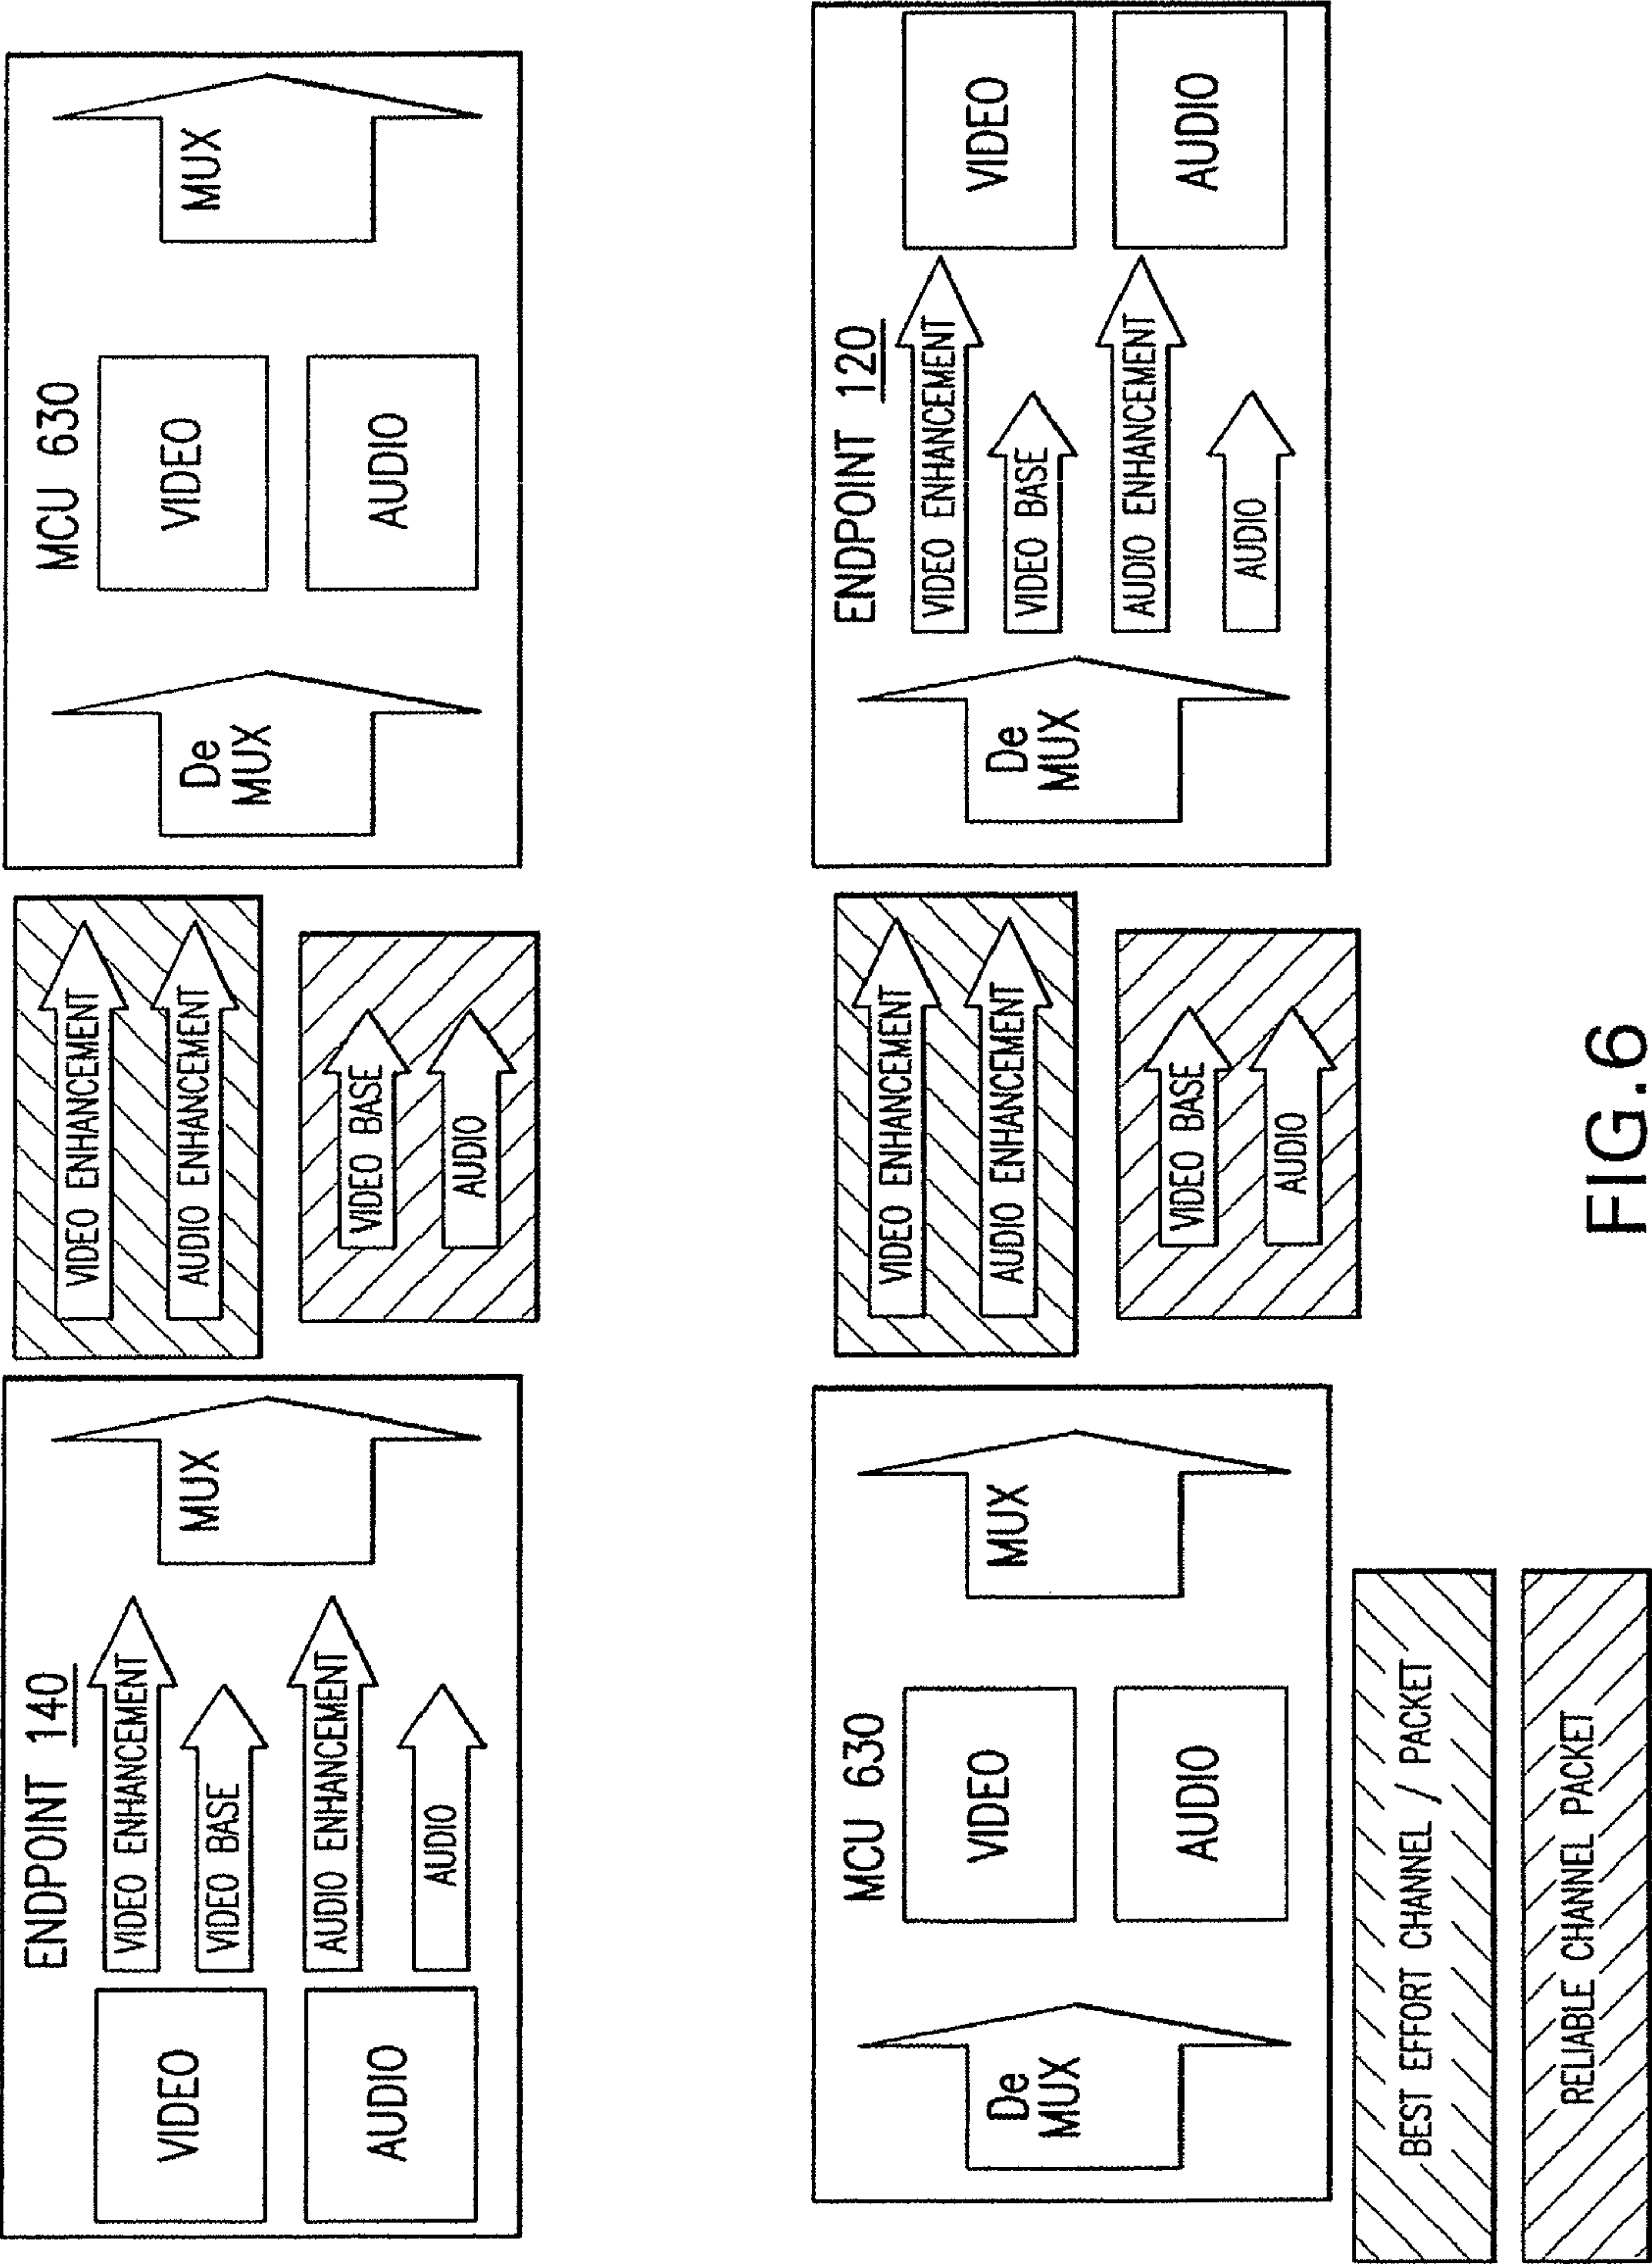 ENDPOINT 140
VIDEO
AUDIO
VIDEO ENHANCEMENT
VIDEO BASE
AUDIO ENHANCEMENT
AUDIO
MUX
VIDEO ENHANCEMENT
AUDIO ENHANCEMENT
VIDEO BASE
AUDIO
MCU 630
De
MUX
VIDEO
AUDIO
MUX
MCU 630
De
MUX
VIDEO
AUDIO
MUX
VIDEO ENHANCEMENT
AUDIO ENHANCEMENT
VIDEO BASE
AUDIO
ENDPOINT 120
De
MUX
VIDEO ENHANCEMENT
VIDEO BASE
AUDIO ENHANCEMENT
AUDIO
VIDEO
AUDIO
BEST EFFORT CHANNEL / PACKET
RELIABLE CHANNEL PACKET
FIG.6